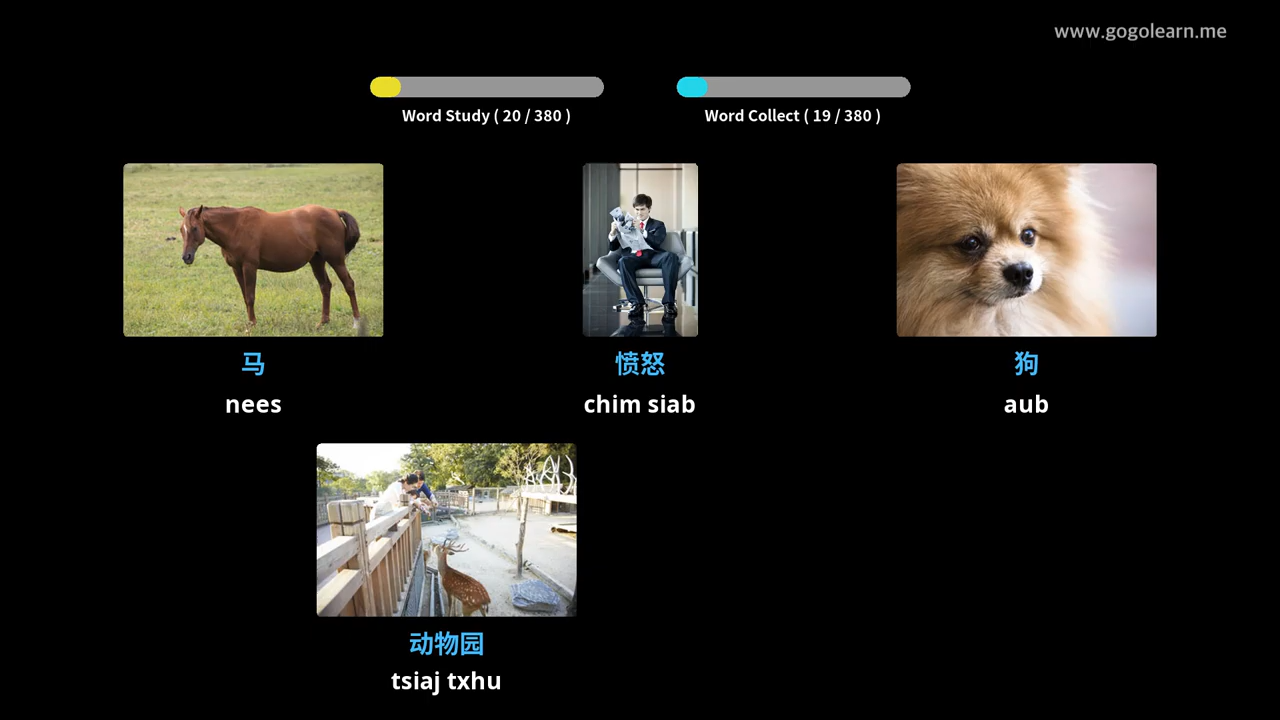 www.gogolearn.me
Word Study ( 20 / 380 )
Word Collect ( 19 / 380 )
马
nees
愤怒
chim siab
狗
aub
动物园
tsiaj txhu